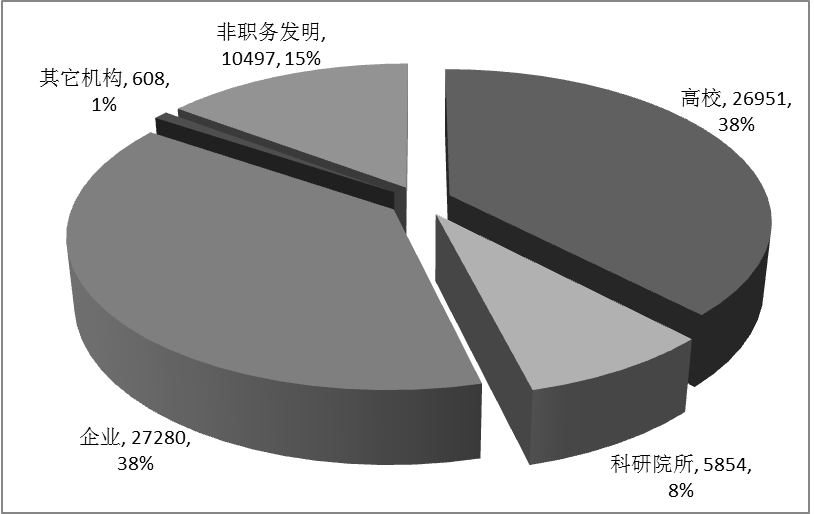 非职务发明,
10497, 15%
其它机构, 608,
1%
高校, 26951,
38%
企业, 27280,
38%
科研院所, 5854,
8%